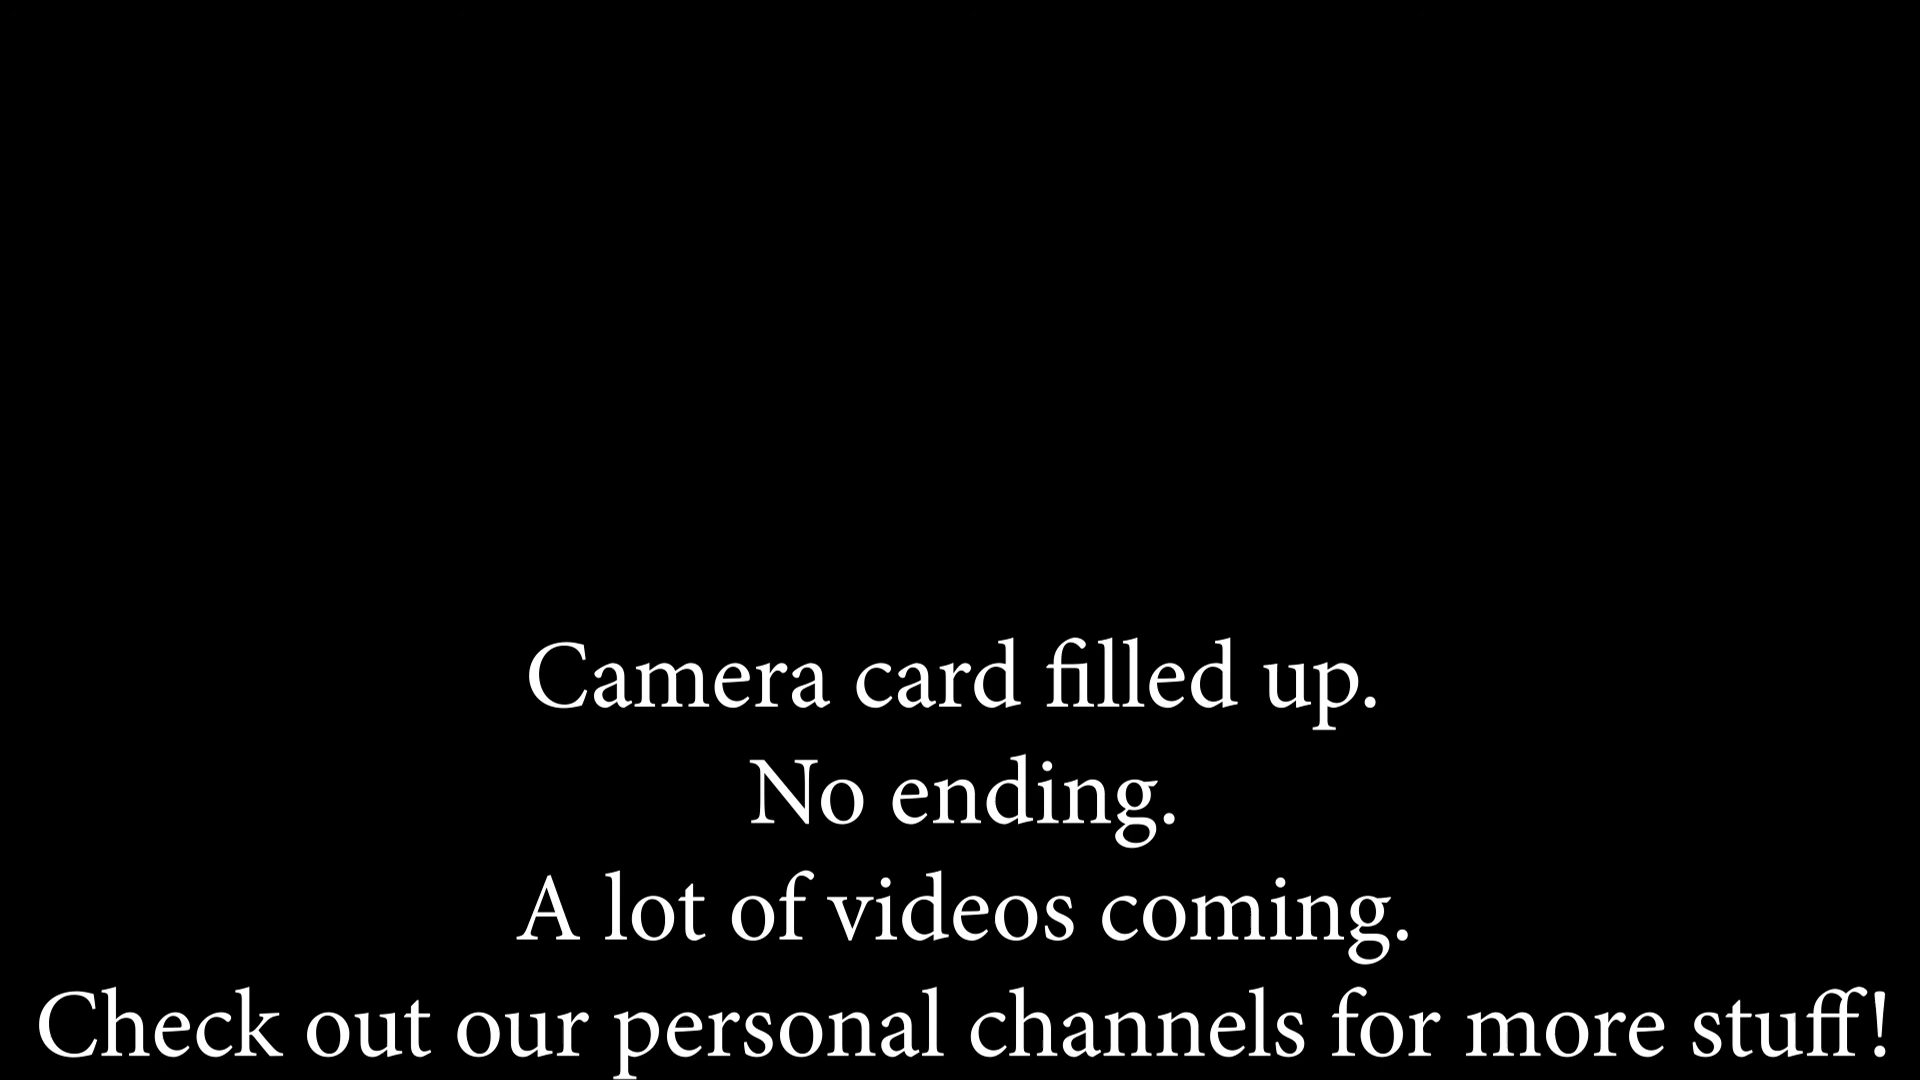 Camera card filled up.
No ending.
A lot of videos coming.
Check out our personal channels for more stuff!